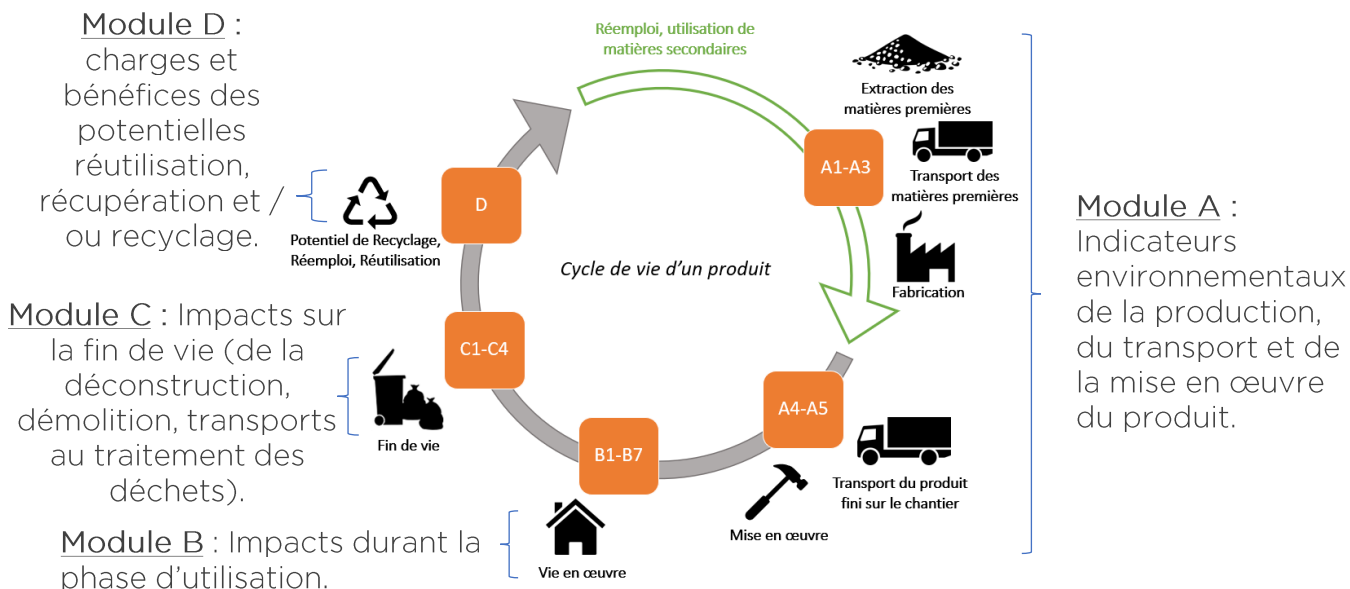 Module D :
charges et
bénéfices des
potentielles
réutilisation,
récupération et /
ou recyclage.
Réemploi, utilisation de
matières secondaires
Extraction des
matières premières
A1-A3
Transport des
matières premières
Fabrication
D
Potentiel de Recyclage,
Réemploi, Réutilisation
Cycle de vie d'un produit
Module A :
Indicateurs
environnementaux
de la production,
du transport et de
la mise en œuvre
du produit.
Module C : Impacts sur
la fin de vie (de la
déconstruction,
démolition, transports
au traitement des
déchets).
C1-C4
Fin de vie
A4-A5
Transport du produit
fini sur le chantier
Mise en œuvre
B1-B7
Vie en œuvre
Module B : Impacts durant la
phase d'utilisation.